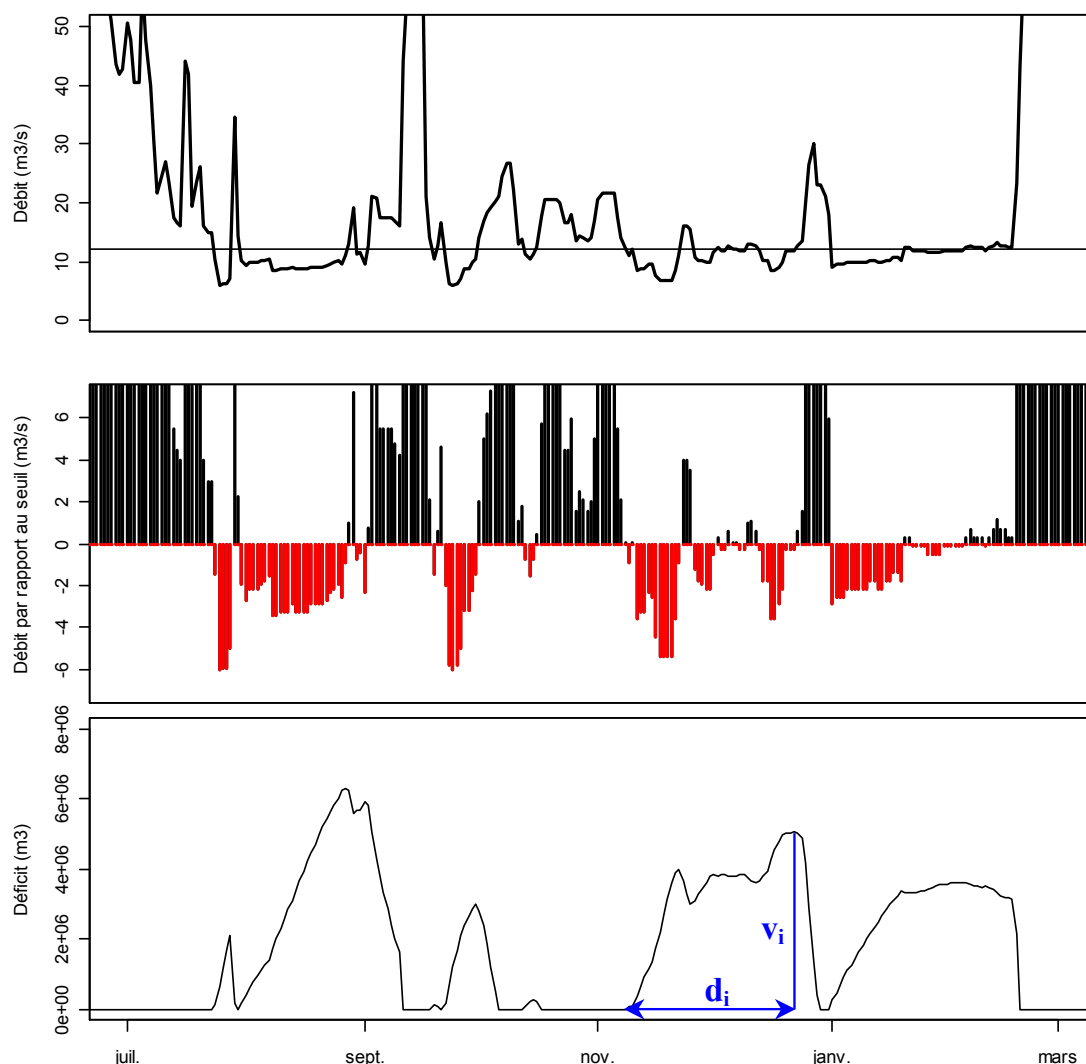 50
40
30
20
10
0
Débit (m3/s)
6
4
2
0
-2
-4
-6
Débit par rapport au seuil (m3/s)
8e+06
6e+06
4e+06
2e+06
0e+00
Déficit (m3)
vi
di
juil.
sept.
nov.
janv.
mars